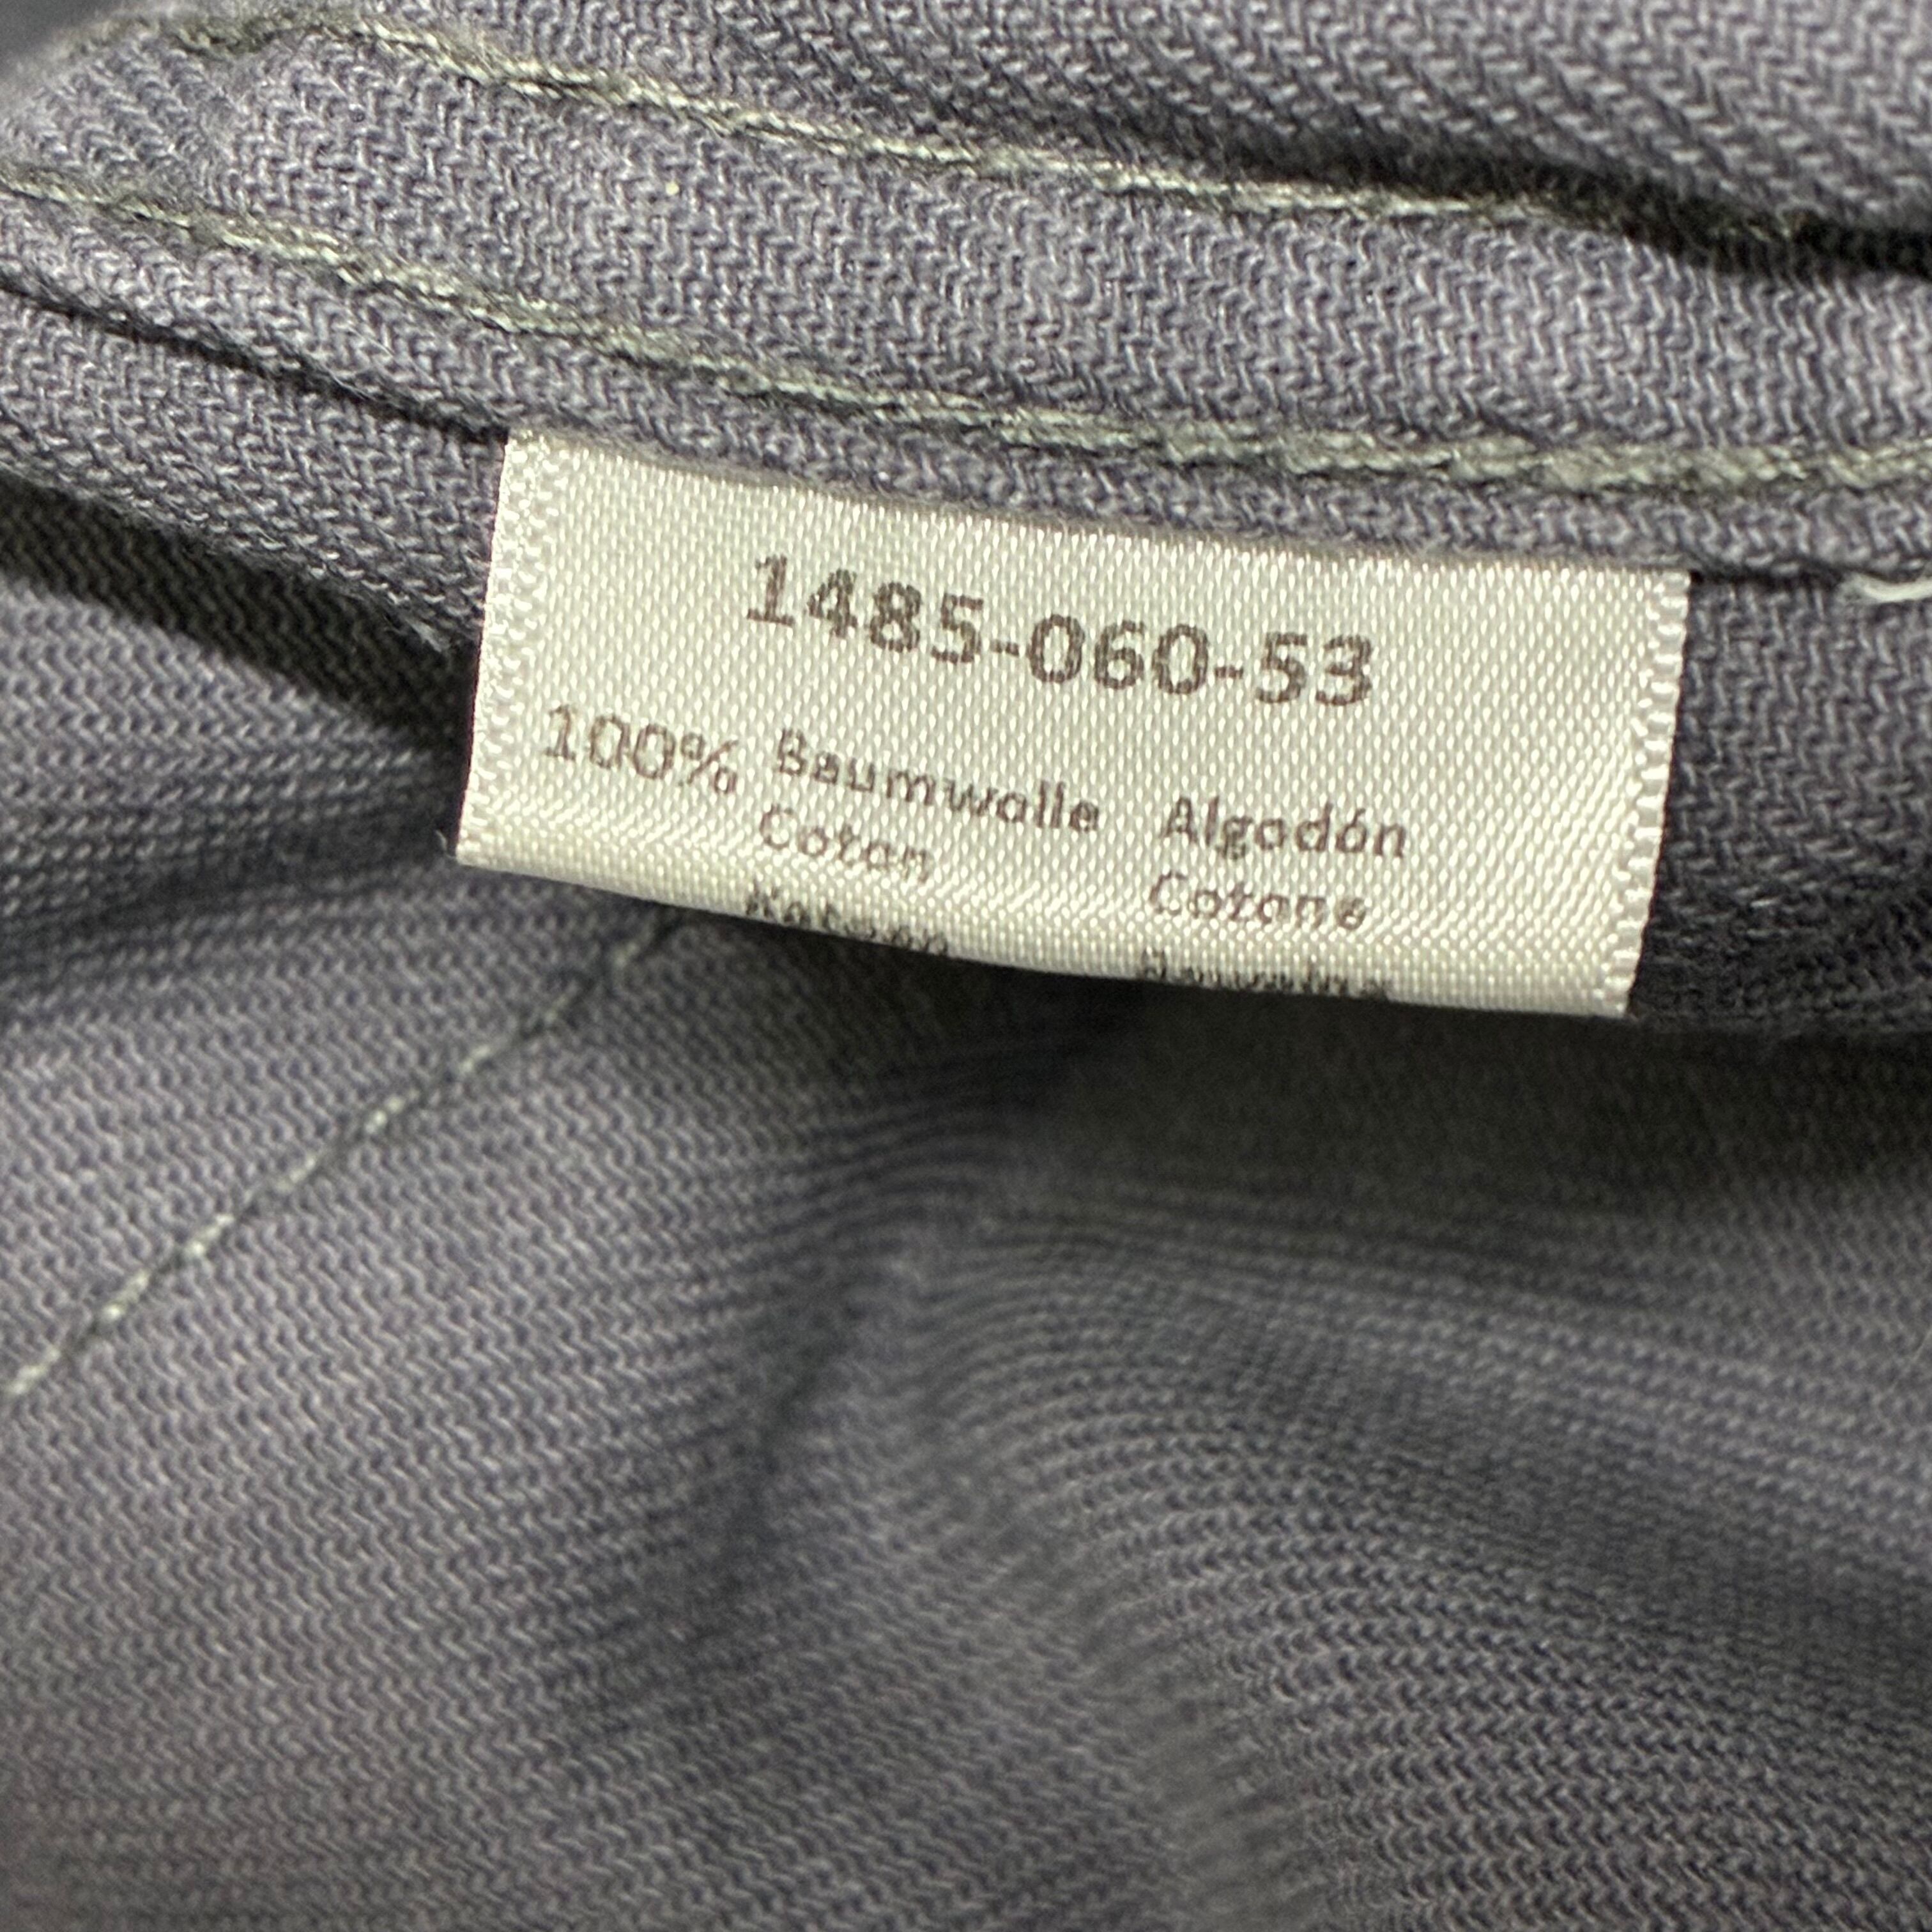 1485-060-53
100% Baumwolle Algodón
Coton Cotone